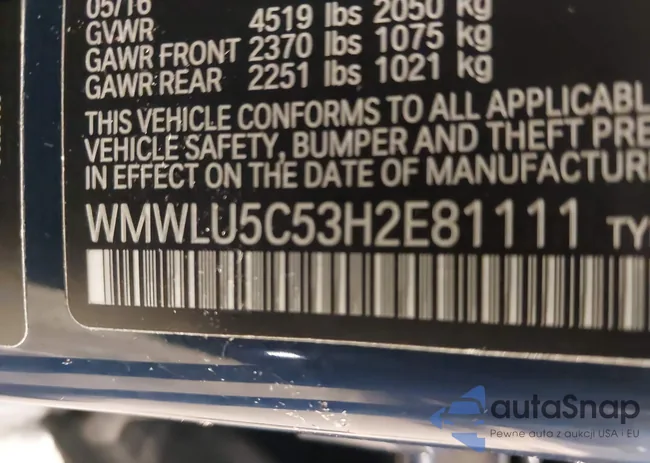 05/16
GVWR 4519 lbs 2050 kg
GAWR FRONT 2370 lbs 1075 kg
GAWR REAR 2251 lbs 1021 kg
THIS VEHICLE CONFORMS TO ALL APPLICABL
VEHICLE SAFETY, BUMPER AND THEFT PRE
IN EFFECT ON THE DATE OF MANUFACTUR
WMWLU5C53H2E81111 TY
autaSnap
Pewne auta z aukcji USA i EU